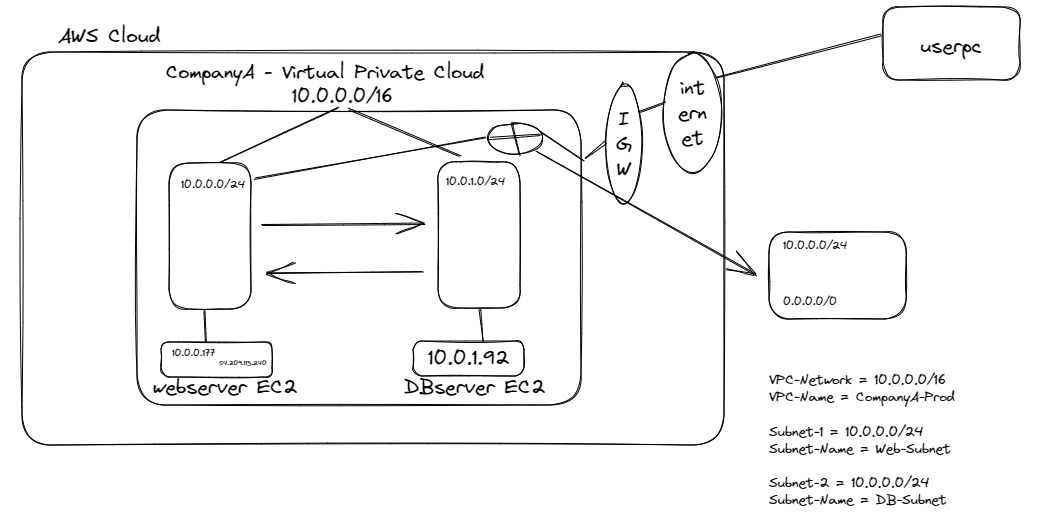 AWS Cloud
CompanyA - Virtual Private Cloud
10.0.0.0/16
userpc
int
ern
et
I
G
W
10.0.0.0/24
10.0.1.0/24
10.0.0.0/24
0.0.0.0/0
10.0.0.177
54.209.113.240
webserver EC2
10.0.1.92
DBserver EC2
VPC-Network = 10.0.0.0/16
VPC-Name = CompanyA-Prod
Subnet-1 = 10.0.0.0/24
Subnet-Name = Web-Subnet
Subnet-2 = 10.0.0.0/24
Subnet-Name = DB-Subnet